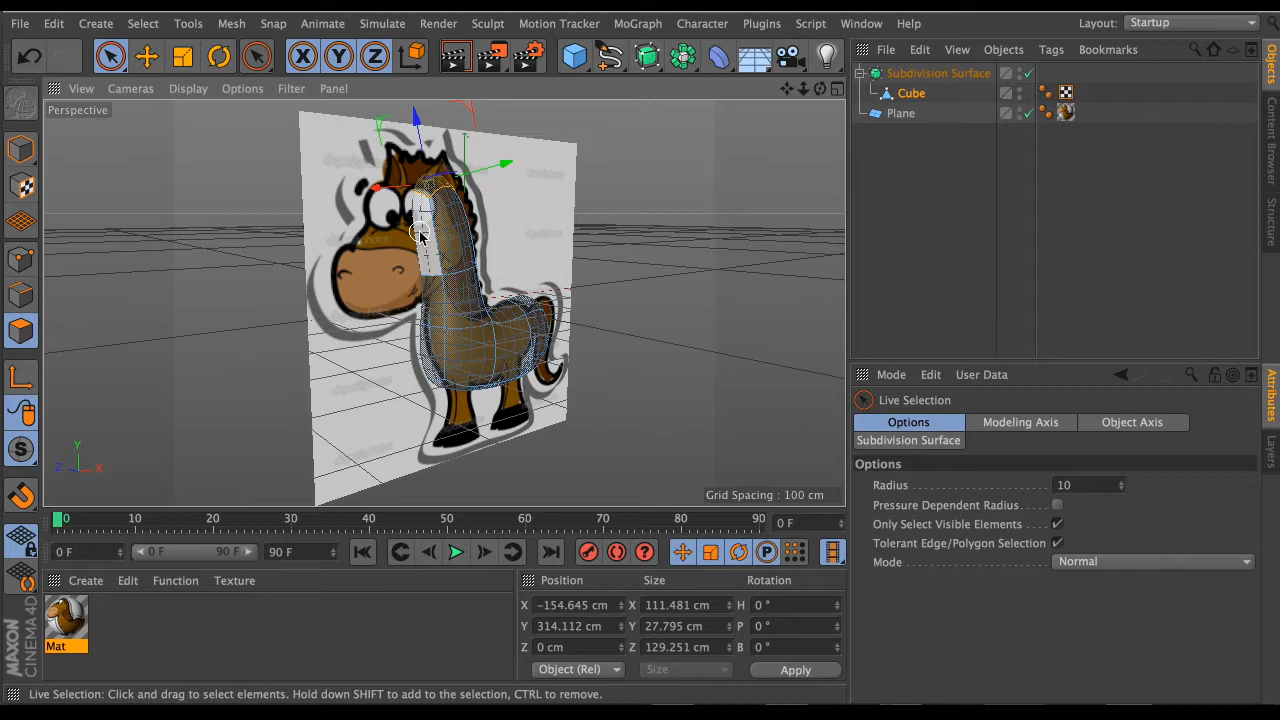 File Edit Create Select Tools Mesh Snap Animate Simulate Render Sculpt Motion Tracker MoGraph Character Plugins Script Window Help Layout: Startup
X Y Z
File Edit View Objects Tags Bookmarks
View Cameras Display Options Filter Panel
Perspective
Subdivision Surface
Cube
Plane
Objects
Content Browser
Structure
Mode Edit User Data
Live Selection
Options Modeling Axis Object Axis
Subdivision Surface
Options
Radius 10
Pressure Dependent Radius
Only Select Visible Elements
Tolerant Edge/Polygon Selection
Mode Normal
Attributes
Layers
Y
Z X
S
Grid Spacing : 100 cm
0 10 20 30 40 50 60 70 80 90 0 F
0 F 0 F 90 F 90 F
P
Create Edit Function Texture
Mat
Position Size Rotation
X -154.645 cm X 111.481 cm H 0 °
Y 314.112 cm Y 27.795 cm P 0 °
Z 0 cm Z 129.251 cm B 0 °
Object (Rel) Size Apply
MAXON
CINEMA 4D
Live Selection: Click and drag to select elements. Hold down SHIFT to add to the selection, CTRL to remove.